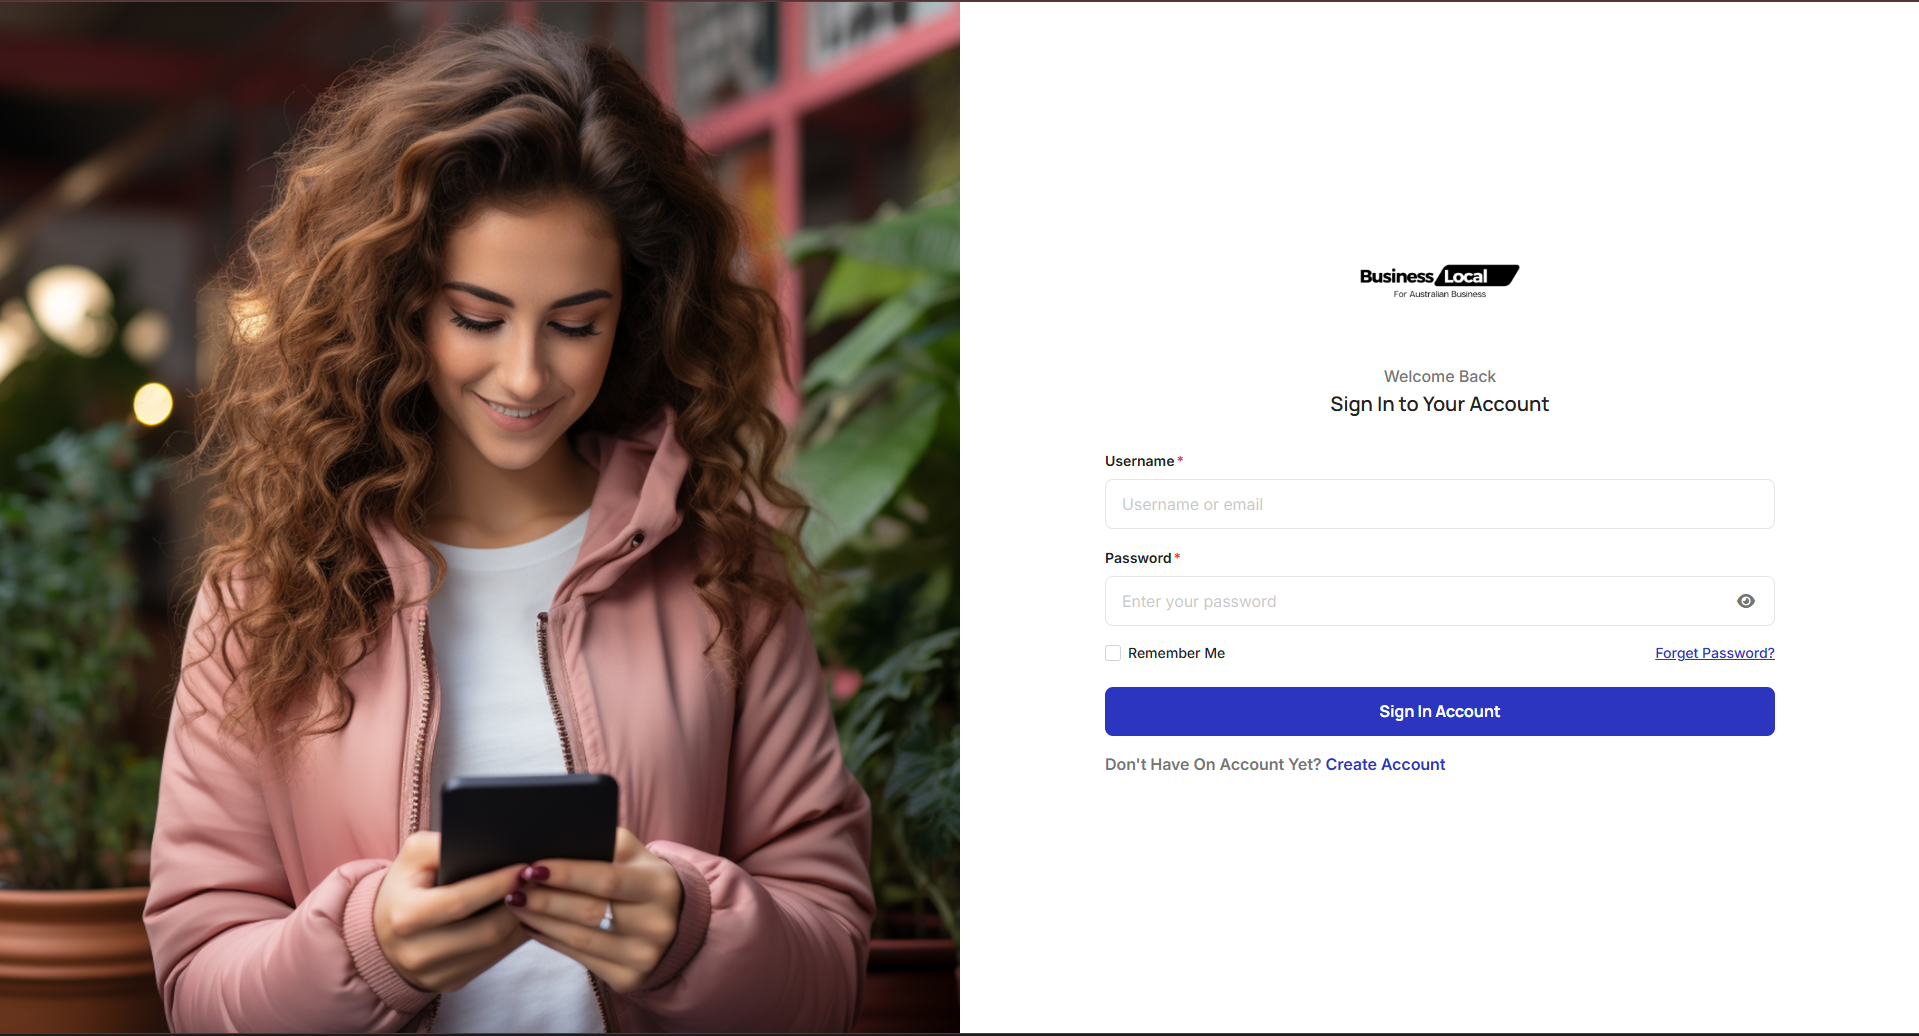 Business Local
For Australian Business
Welcome Back
Sign In to Your Account
Username*
Username or email
Password*
Enter your password
Remember Me
Forget Password?
Sign In Account
Don't Have On Account Yet? Create Account